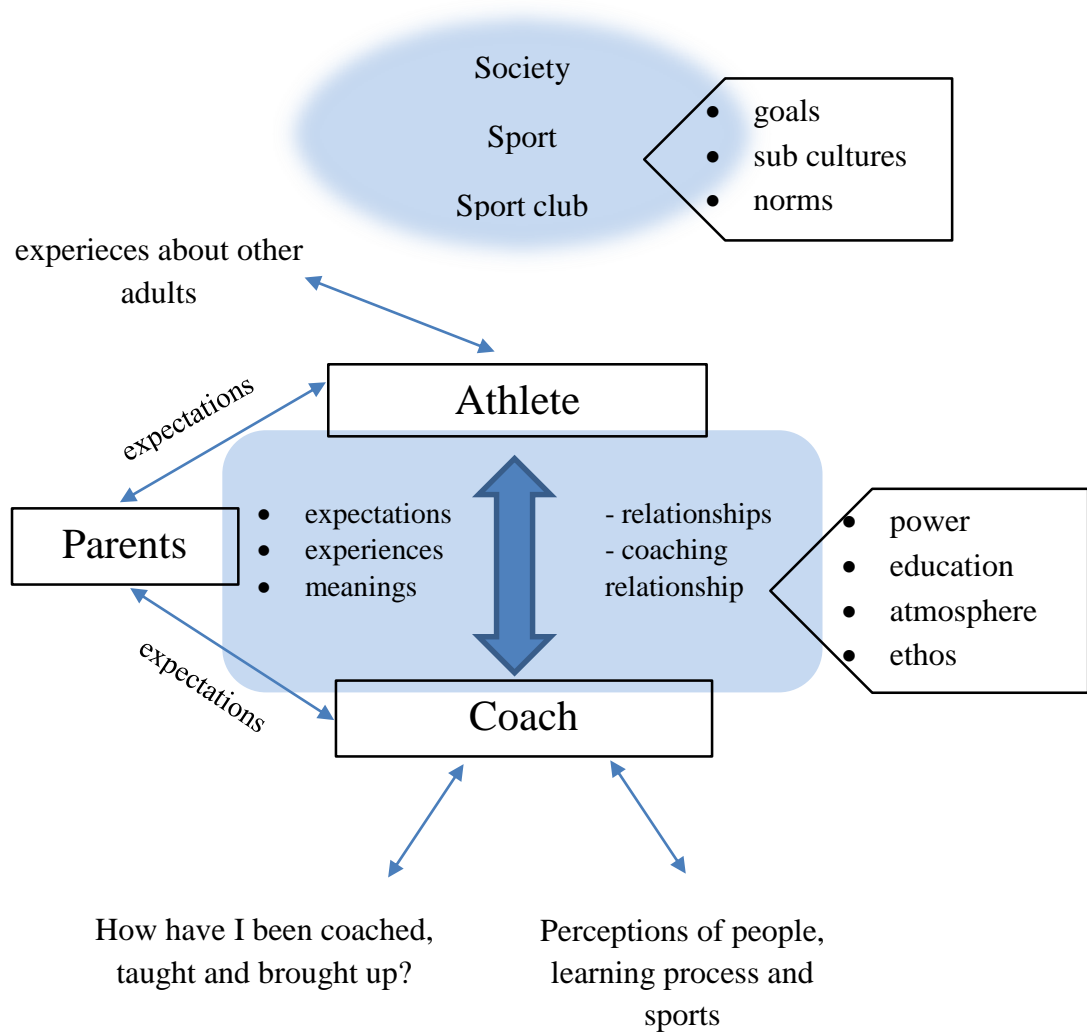 Society
Sport
Sport club
• goals
• sub cultures
• norms
experieces about other
adults
expectations
Athlete
Parents
• expectations
• experiences
• meanings
- relationships
- coaching
relationship
• power
• education
• atmosphere
• ethos
expectations
Coach
How have I been coached,
taught and brought up?
Perceptions of people,
learning process and
sports